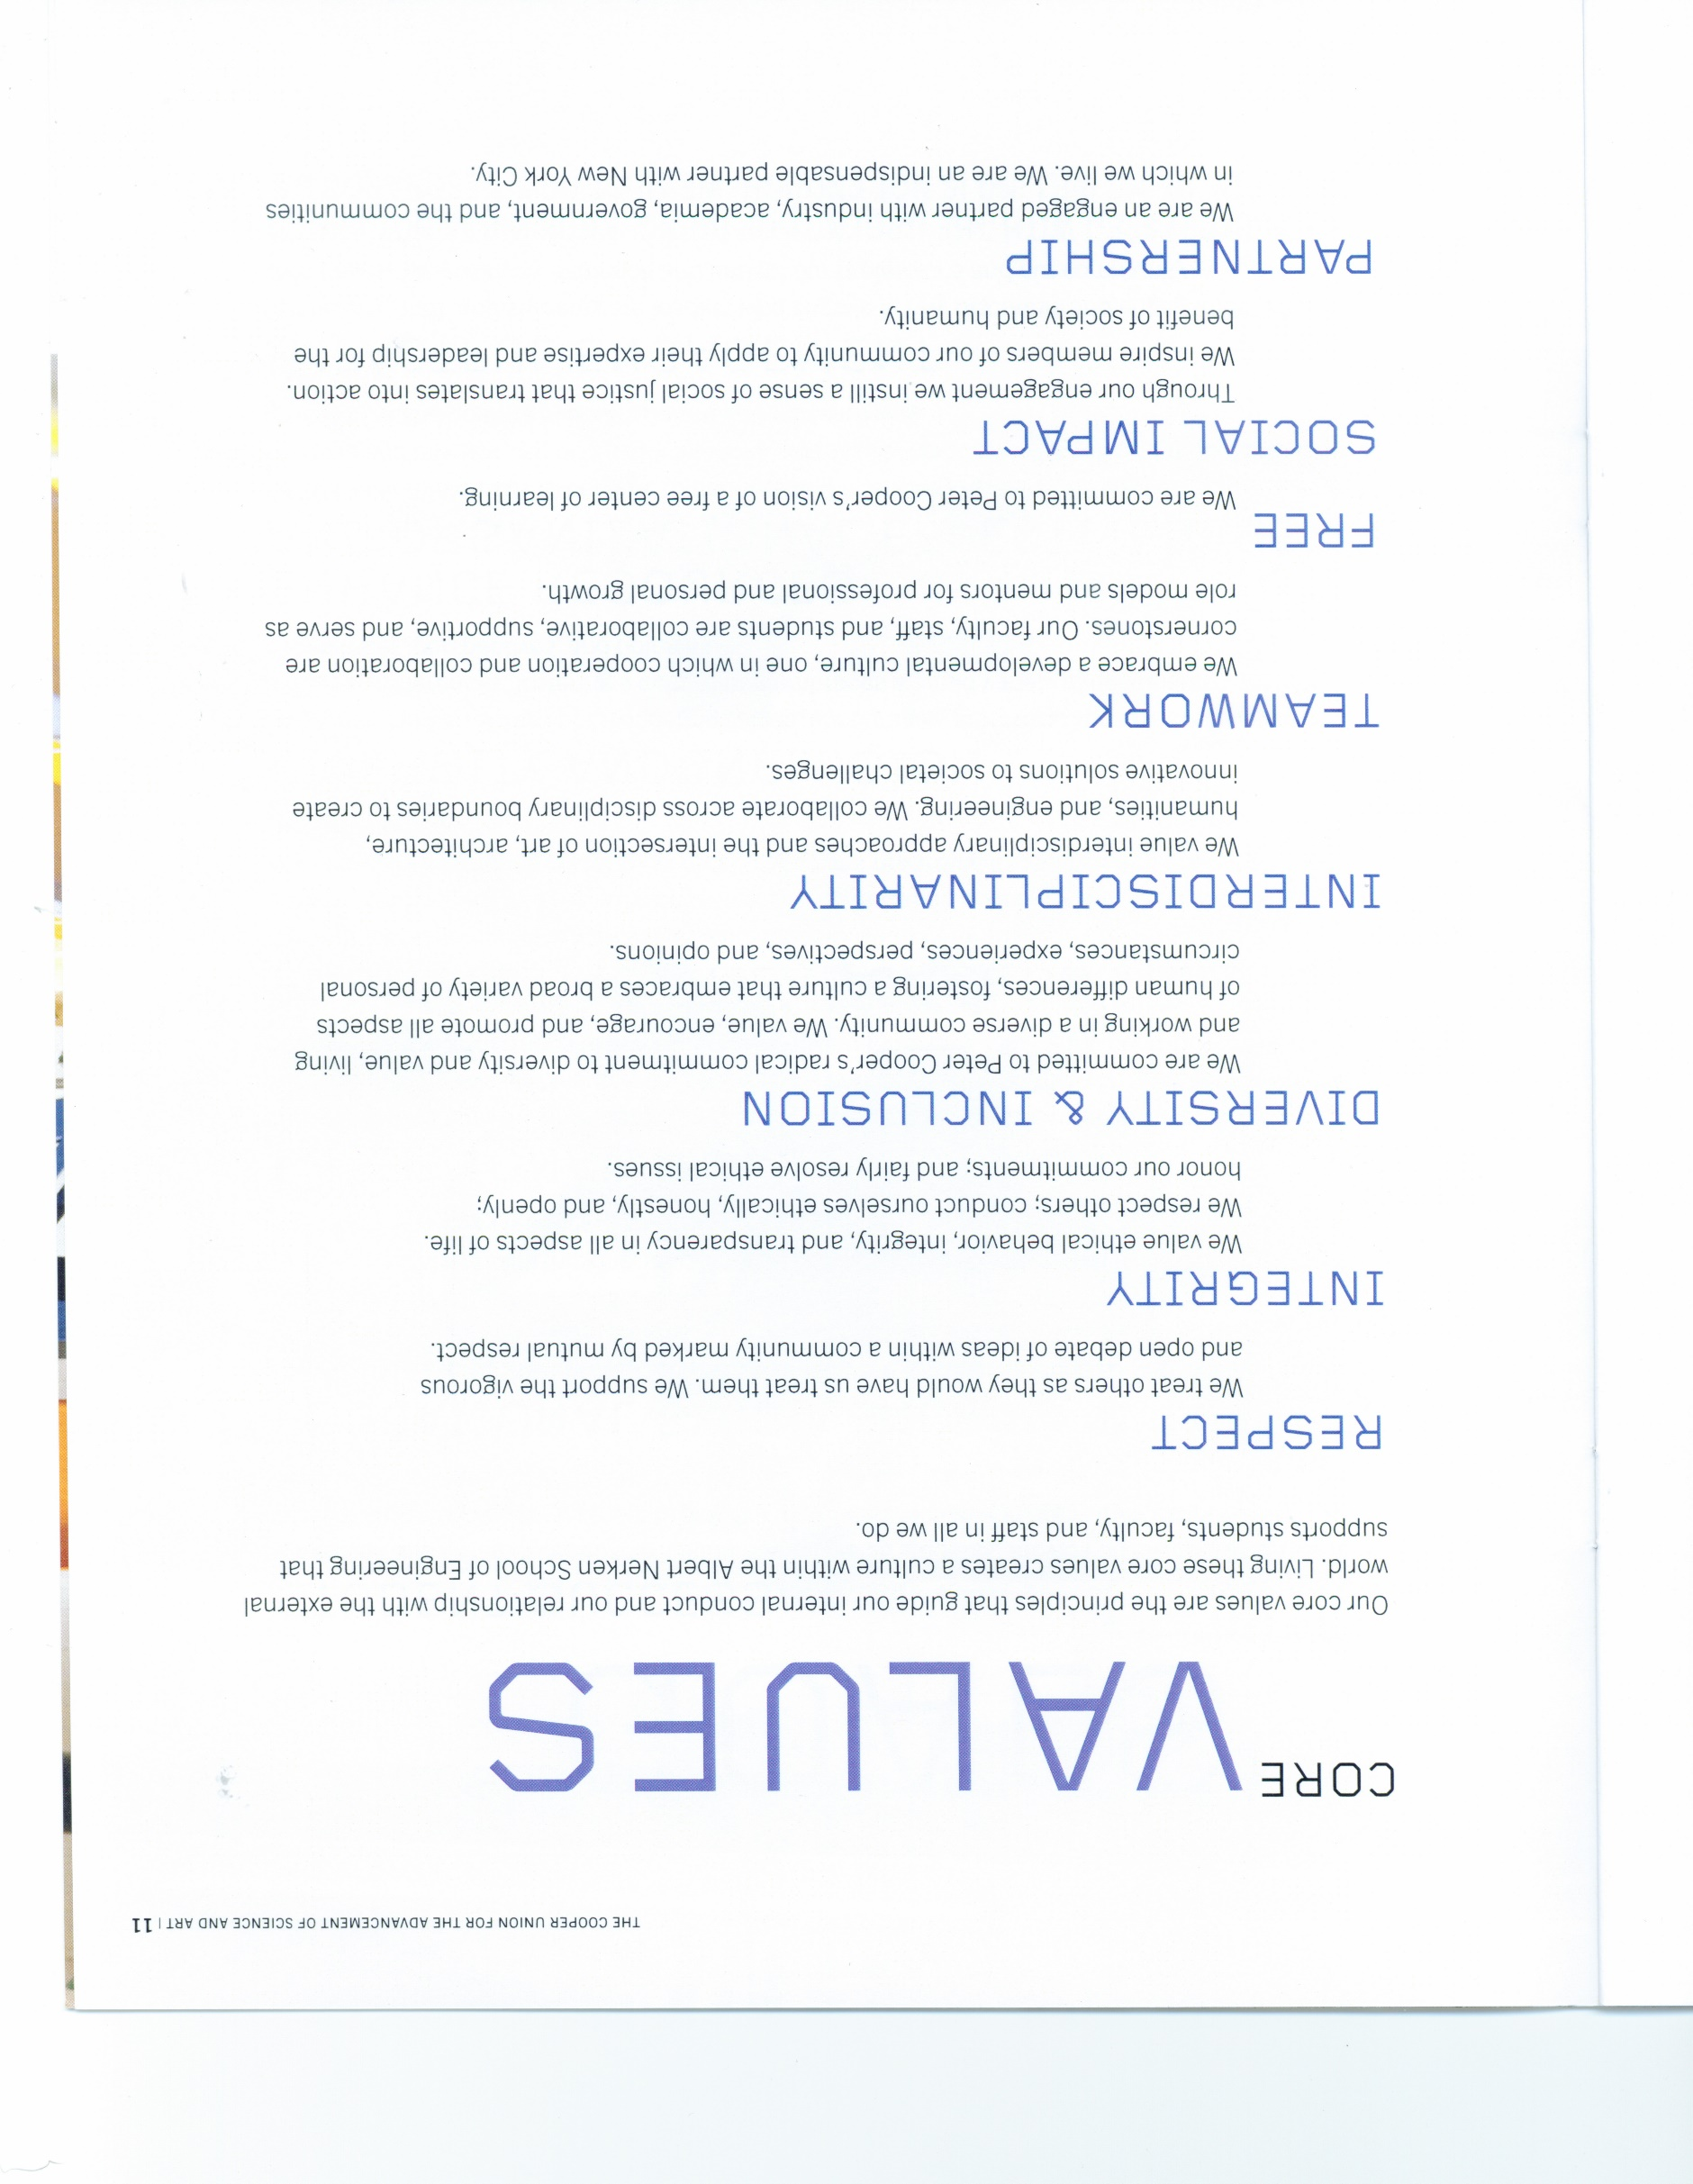 THE COOPER UNION FOR THE ADVANCEMENT OF SCIENCE AND ART | 11
CORE VALUES
Our core values are the principles that guide our internal conduct and our relationship with the external
world. Living these core values creates a culture within the Albert Nerken School of Engineering that
supports students, faculty, and staff in all we do.
RESPECT
We treat others as they would have us treat them. We support the vigorous
and open debate of ideas within a community marked by mutual respect.
INTEGRITY
We value ethical behavior, integrity, and transparency in all aspects of life.
We respect others; conduct ourselves ethically, honestly, and openly;
honor our commitments; and fairly resolve ethical issues.
DIVERSITY & INCLUSION
We are committed to Peter Cooper's radical commitment to diversity and value, living
and working in a diverse community. We value, encourage, and promote all aspects
of human differences, fostering a culture that embraces a broad variety of personal
circumstances, experiences, perspectives, and opinions.
INTERDISCIPLINARITY
We value interdisciplinary approaches and the intersection of art, architecture,
humanities, and engineering. We collaborate across disciplinary boundaries to create
innovative solutions to societal challenges.
TEAMWORK
We embrace a developmental culture, one in which cooperation and collaboration are
cornerstones. Our faculty, staff, and students are collaborative, supportive, and serve as
role models and mentors for professional and personal growth.
FREE
We are committed to Peter Cooper's vision of a free center of learning.
SOCIAL IMPACT
Through our engagement we instill a sense of social justice that translates into action.
We inspire members of our community to apply their expertise and leadership for the
benefit of society and humanity.
PARTNERSHIP
We are an engaged partner with industry, academia, government, and the communities
in which we live. We are an indispensable partner with New York City.